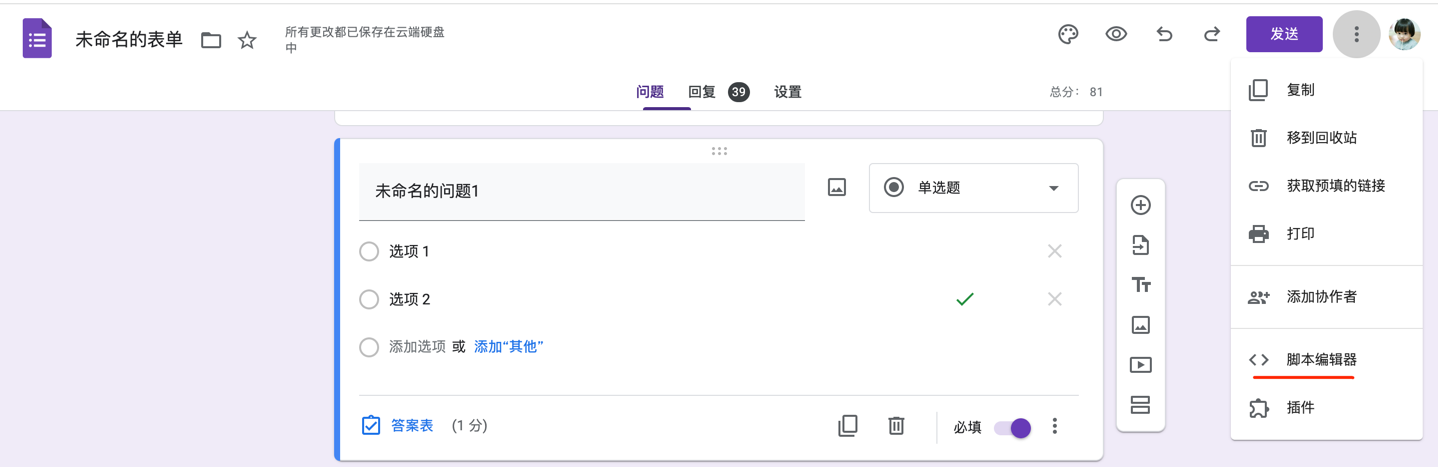 未命名的表单
所有更改都已保存在云端硬盘
中
发送
问题 回复 39 设置
总分： 81
复制
移到回收站
获取预填的链接
打印
添加协作者
脚本编辑器
插件
未命名的问题1
单选题
选项 1
选项 2
添加选项 或 添加“其他”
答案表 (1 分)
必填